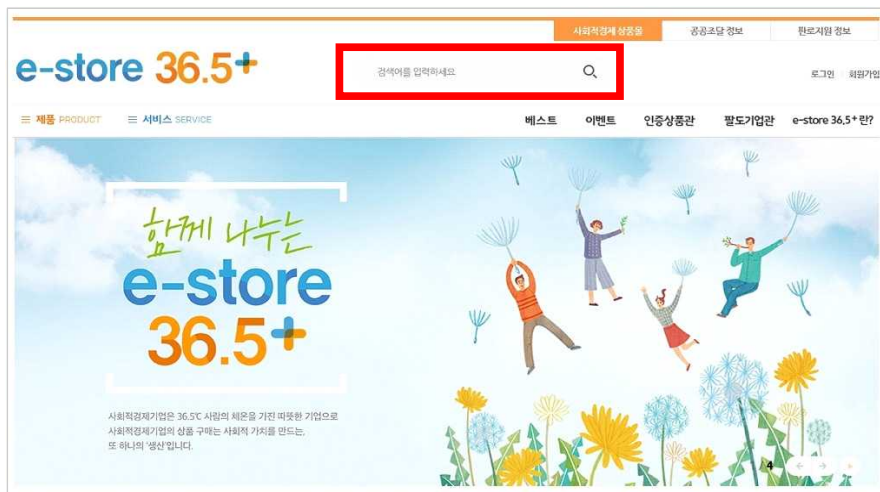 사회적경제 상품몰 공공조달 정보 판로지원 정보
e-store 36.5+
검색어를 입력하세요
로그인 회원가입
제품 PRODUCT 서비스 SERVICE 베스트 이벤트 인증상품관 팔도기업관 e-store 36.5+란?
함께 나누는
e-store
36.5+
사회적경제기업은 36.5℃ 사람의 체온을 가진 따뜻한 기업으로
사회적경제기업의 상품 구매는 사회적 가치를 만드는,
또 하나의 '생산'입니다.
4